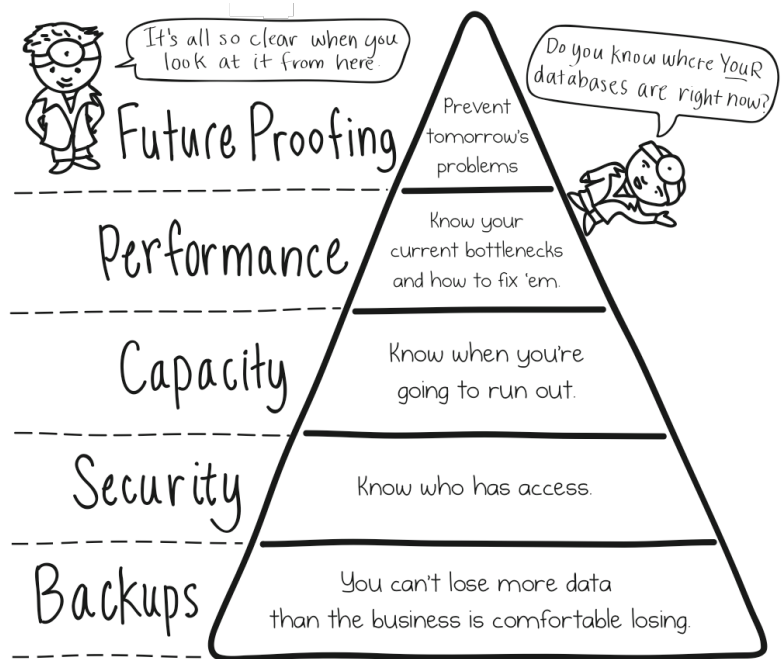 It's all so clear when you
look at it from here.
Do you know where YOUR
databases are right now?
Future Proofing
Prevent
tomorrow's
problems
Performance
Know your
current bottlenecks
and how to fix 'em.
Capacity
Know when you're
going to run out.
Security
Know who has access.
Backups
You can't lose more data
than the business is comfortable losing.